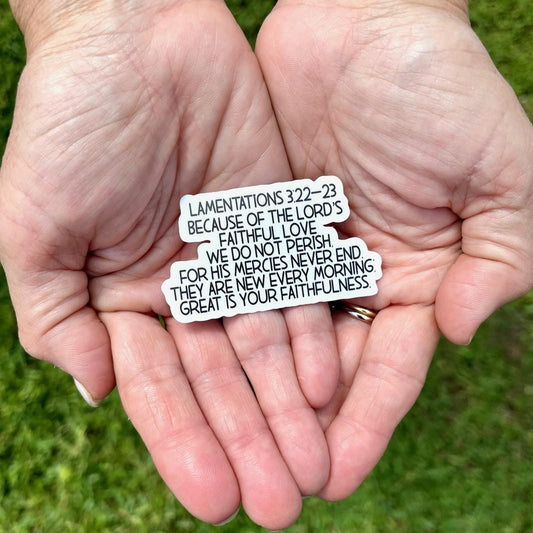 LAMENTATIONS 3:22–23
BECAUSE OF THE LORD'S
FAITHFUL LOVE
WE DO NOT PERISH,
FOR HIS MERCIES NEVER END.
THEY ARE NEW EVERY MORNING;
GREAT IS YOUR FAITHFULNESS.